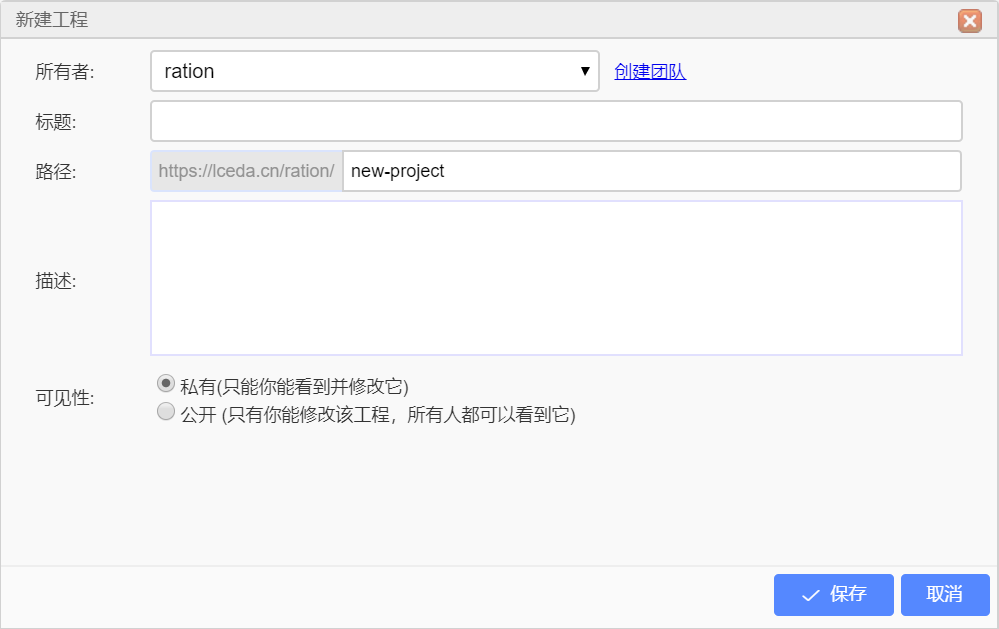 新建工程
所有者: ration ▼ 创建团队
标题:
路径: https://lceda.cn/ration/ new-project
描述:
可见性: 私有(只能你能看到并修改它)
公开 (只有你能修改该工程，所有人都可以看到它)
保存 取消